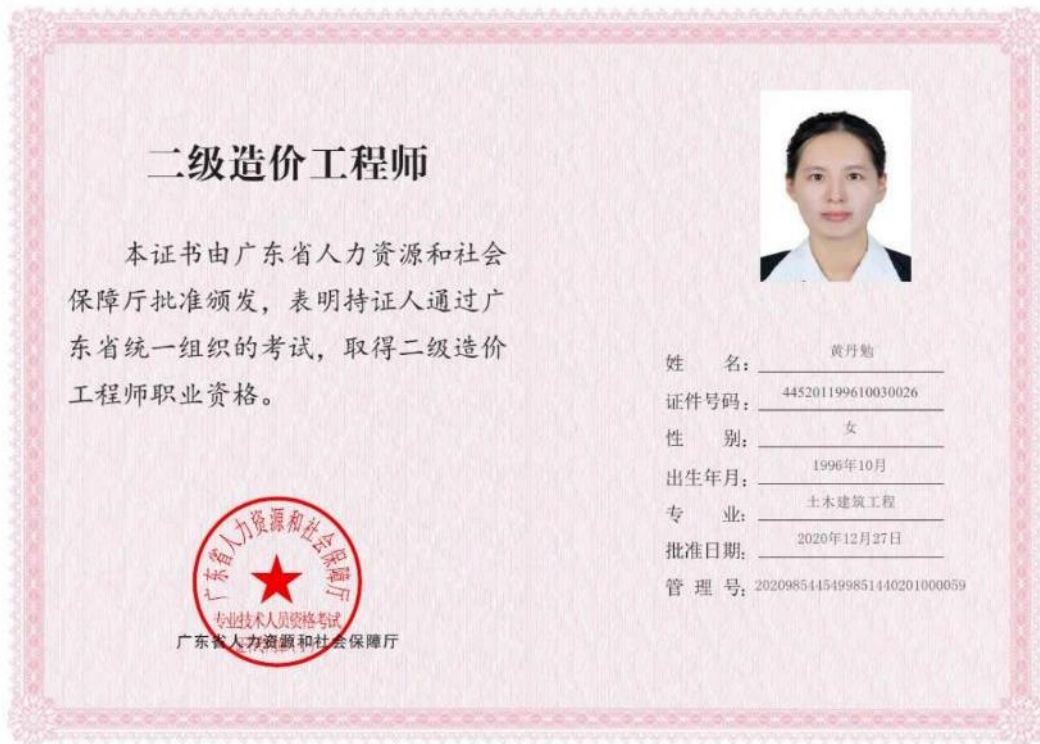 二级造价工程师
本证书由广东省人力资源和社会
保障厅批准颁发，表明持证人通过广
东省统一组织的考试，取得二级造价
工程师职业资格。
广东省人力资源和社会保障厅
专业技术人员资格考试
广东省人力资源和社会保障厅
姓 名：黄丹勉
证件号码：445201199610030026
性 别：女
出生年月：1996年10月
专 业：土木建筑工程
批准日期：2020年12月27日
管 理 号：20209854454998514402010000​59